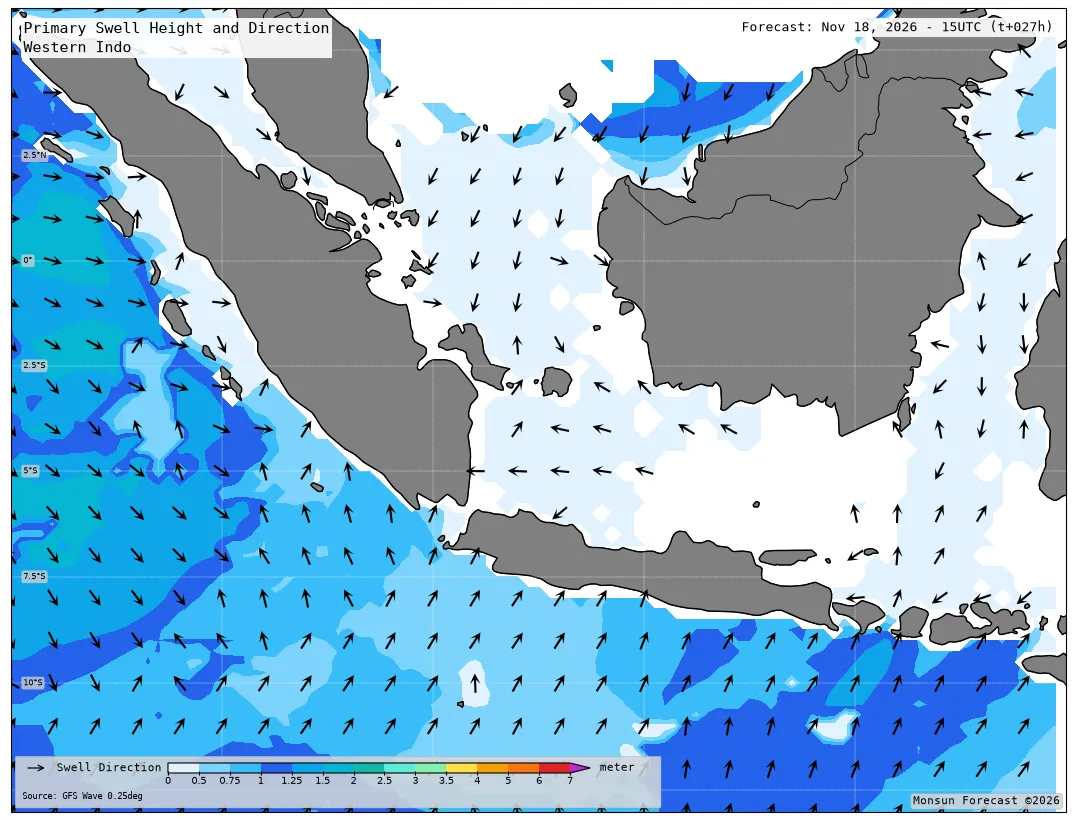 Primary Swell Height and Direction
Western Indo
Forecast: Nov 18, 2026 - 15UTC (t+027h)
2.5°N
0°
2.5°S
5°S
7.5°S
10°S
Swell Direction
meter
0 0.5 0.75 1 1.25 1.5 2 2.5 3 3.5 4 5 6 7
Source: GFS Wave 0.25deg
Monsun Forecast ©2026